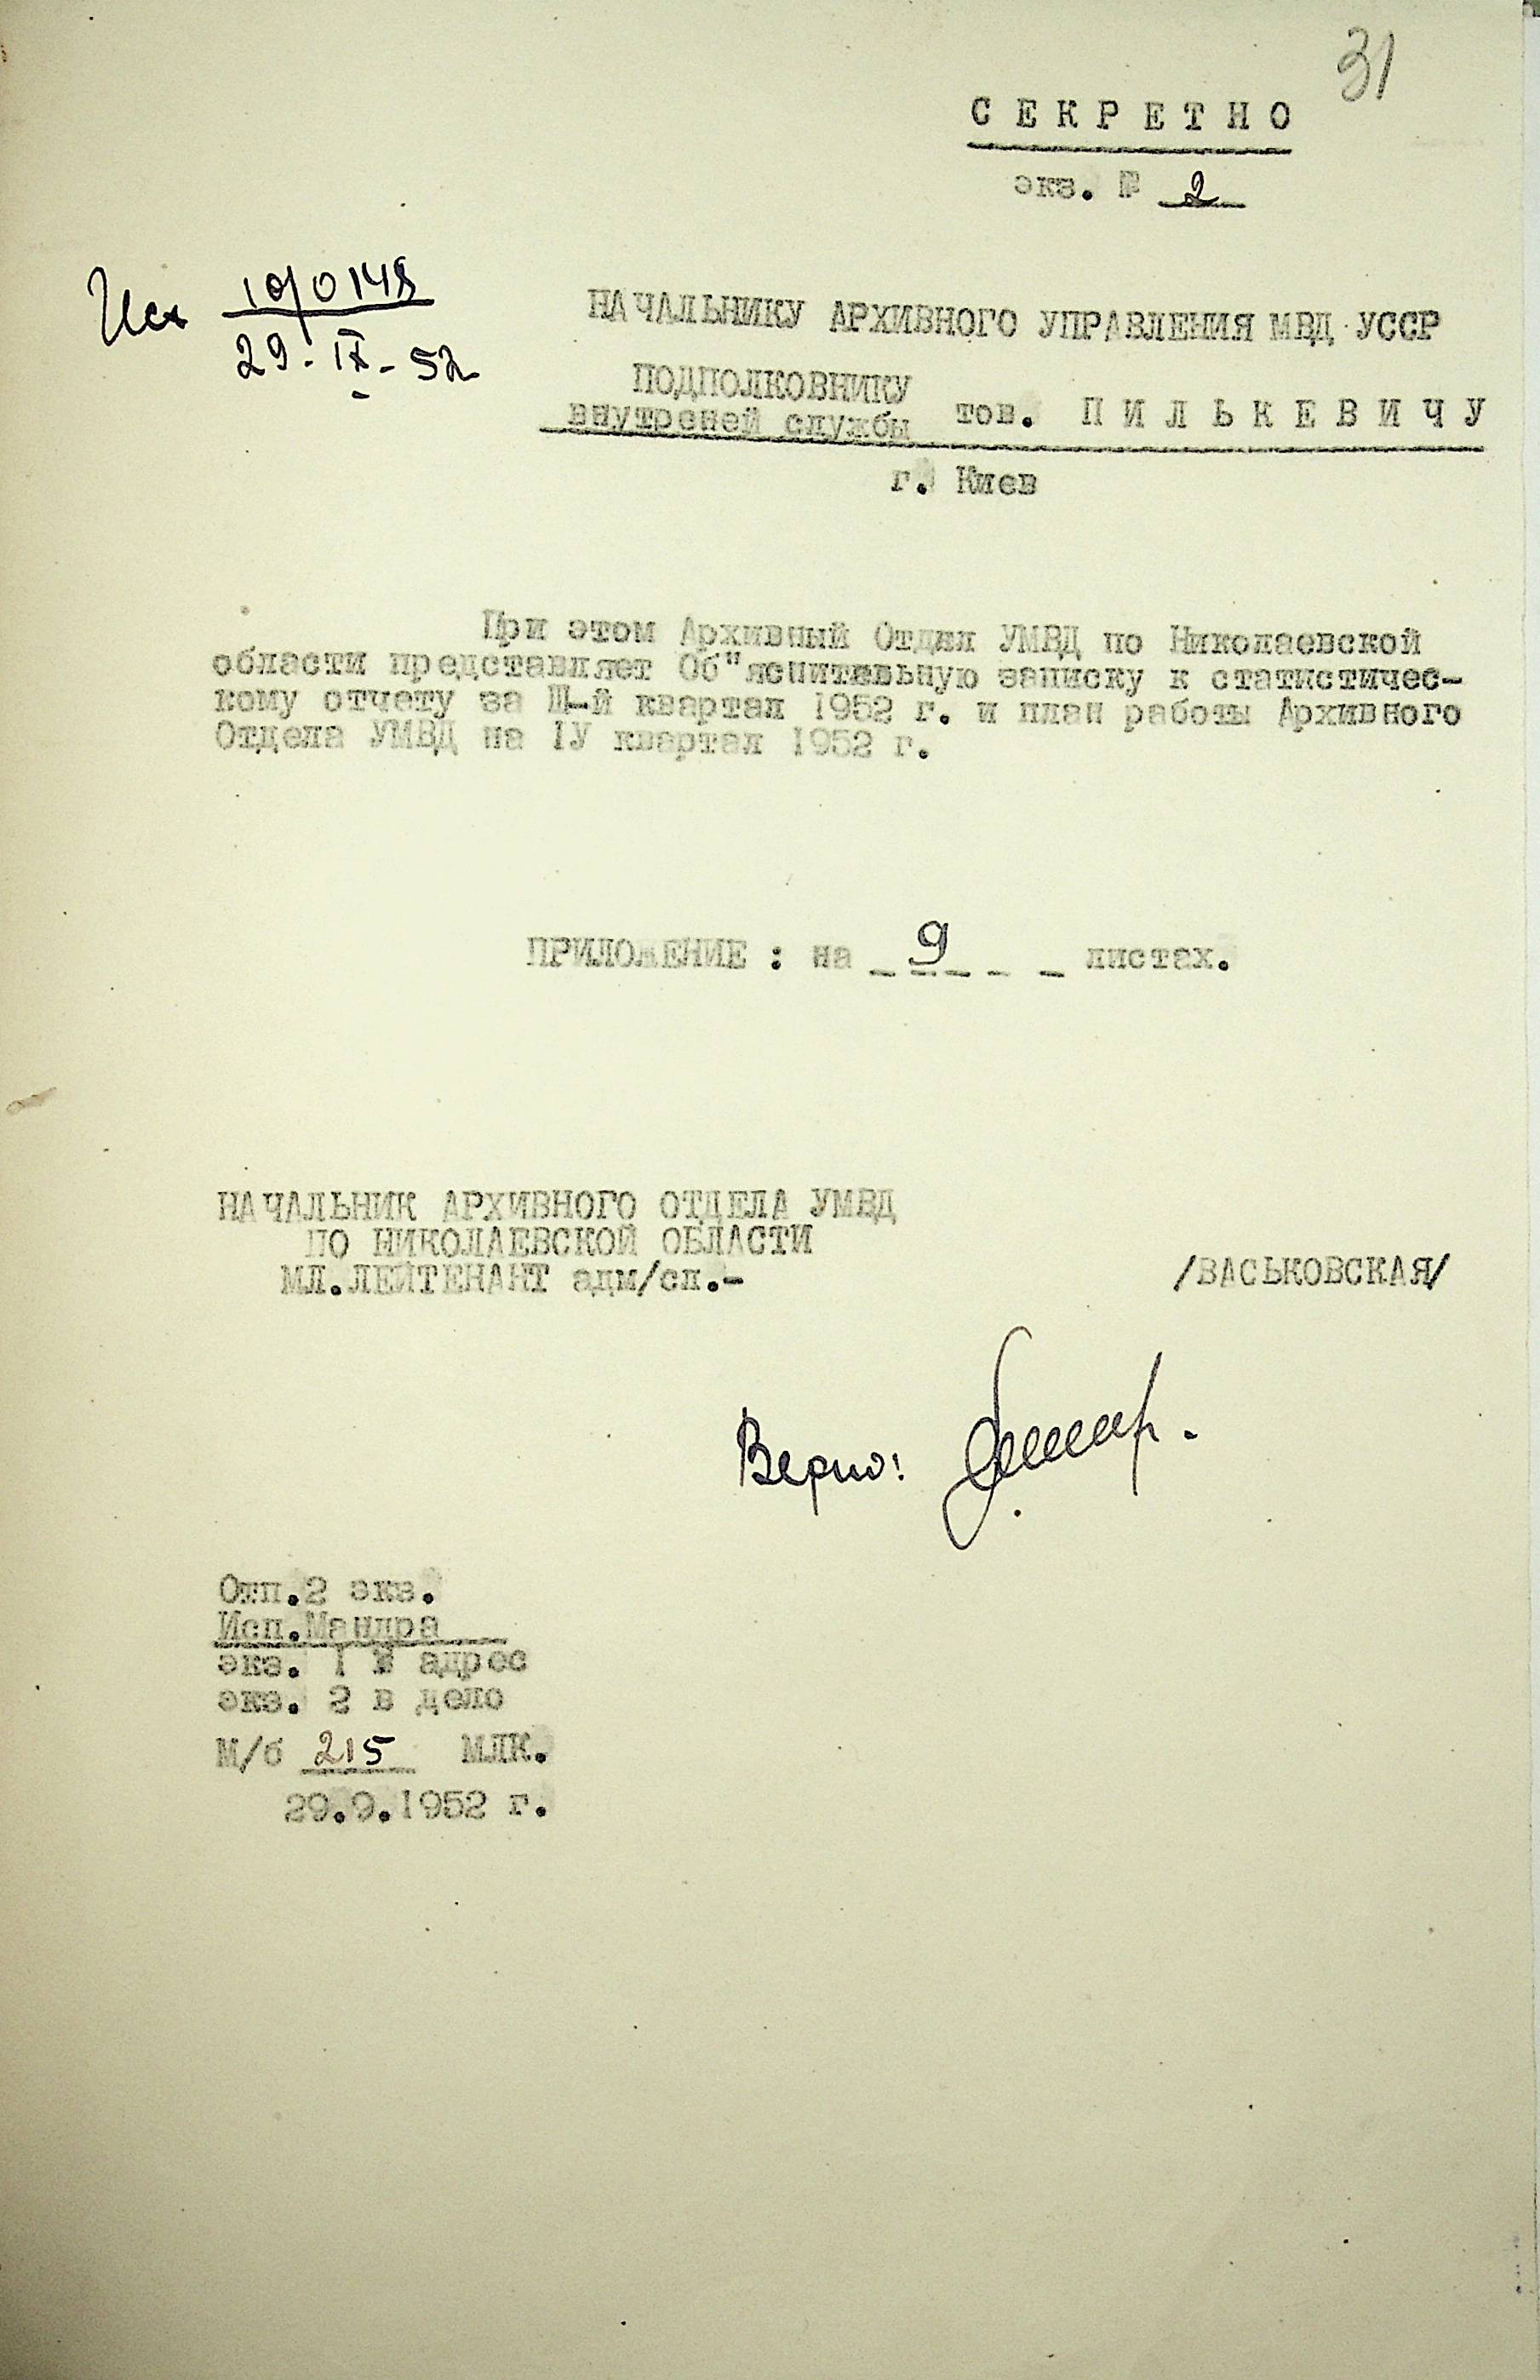 31
С Е К Р Е Т Н О
экз. № 2
Исх 10/0148
29-IX-52
НАЧАЛЬНИКУ АРХИВНОГО УПРАВЛЕНИЯ МВД УССР
ПОДПОЛКОВНИКУ
внутреней службы тов. П И Л Ь К Е В И Ч У
г. Киев
При этом Архивный Отдел УМВД по Николаевской
области представляет Об"яснительную записку к статистичес-
кому отчету за Ш-й квартал 1952 г. и план работы Архивного
Отдела УМВД на 1У квартал 1952 г.
ПРИЛОЖЕНИЕ : на 9 листах.
НАЧАЛЬНИК АРХИВНОГО ОТДЕЛА УМВД
ПО НИКОЛАЕВСКОЙ ОБЛАСТИ
МЛ.ЛЕЙТЕНАНТ адм/сл.-
/ВАСЬКОВСКАЯ/
Верно:
Отп.2 экз.
Исп.Мандра
экз. 1 в адрес
экз. 2 в дело
М/б 215 МЛК.
29.9.1952 г.